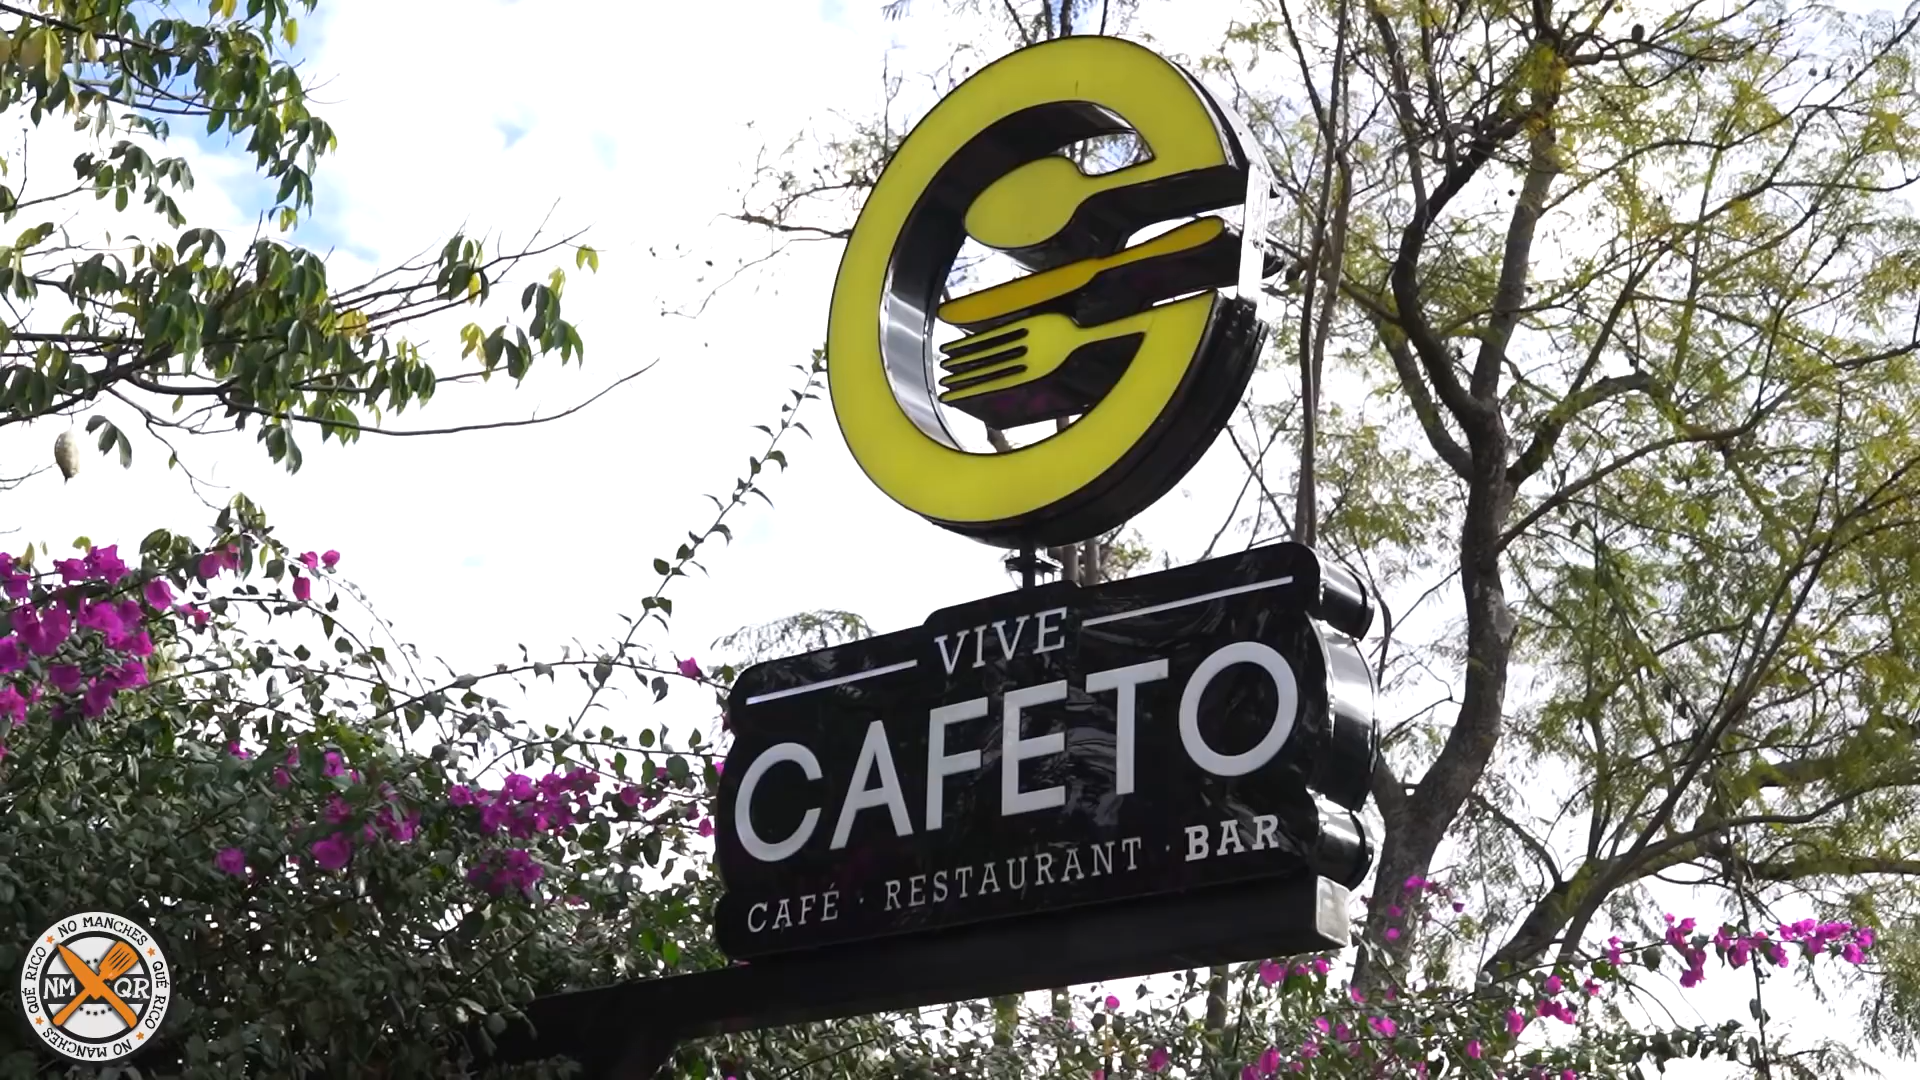 VIVE
CAFETO
CAFÉ · RESTAURANT · BAR
NO MANCHES
QUÉ RICO
NO MANCHES
QUÉ RICO
NM QR